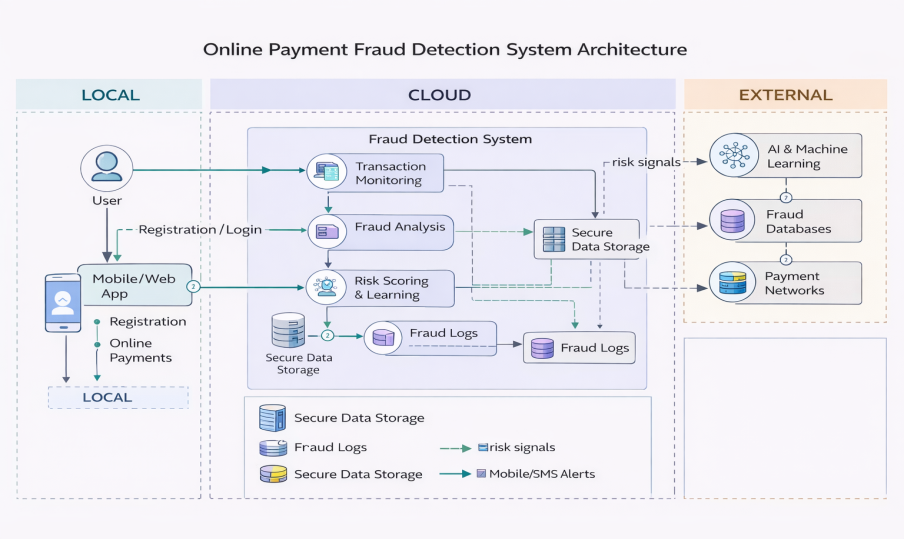 Online Payment Fraud Detection System Architecture
LOCAL
CLOUD
EXTERNAL
User
Registration / Login
Mobile/Web
App
2
Registration
Online
Payments
LOCAL
Fraud Detection System
Transaction
Monitoring
Fraud Analysis
Risk Scoring
& Learning
Secure Data
Storage
2
Fraud Logs
Secure
Data Storage
Fraud Logs
risk signals
AI & Machine
Learning
Fraud
Databases
Payment
Networks
Secure Data Storage
Fraud Logs
risk signals
Secure Data Storage
Mobile/SMS Alerts